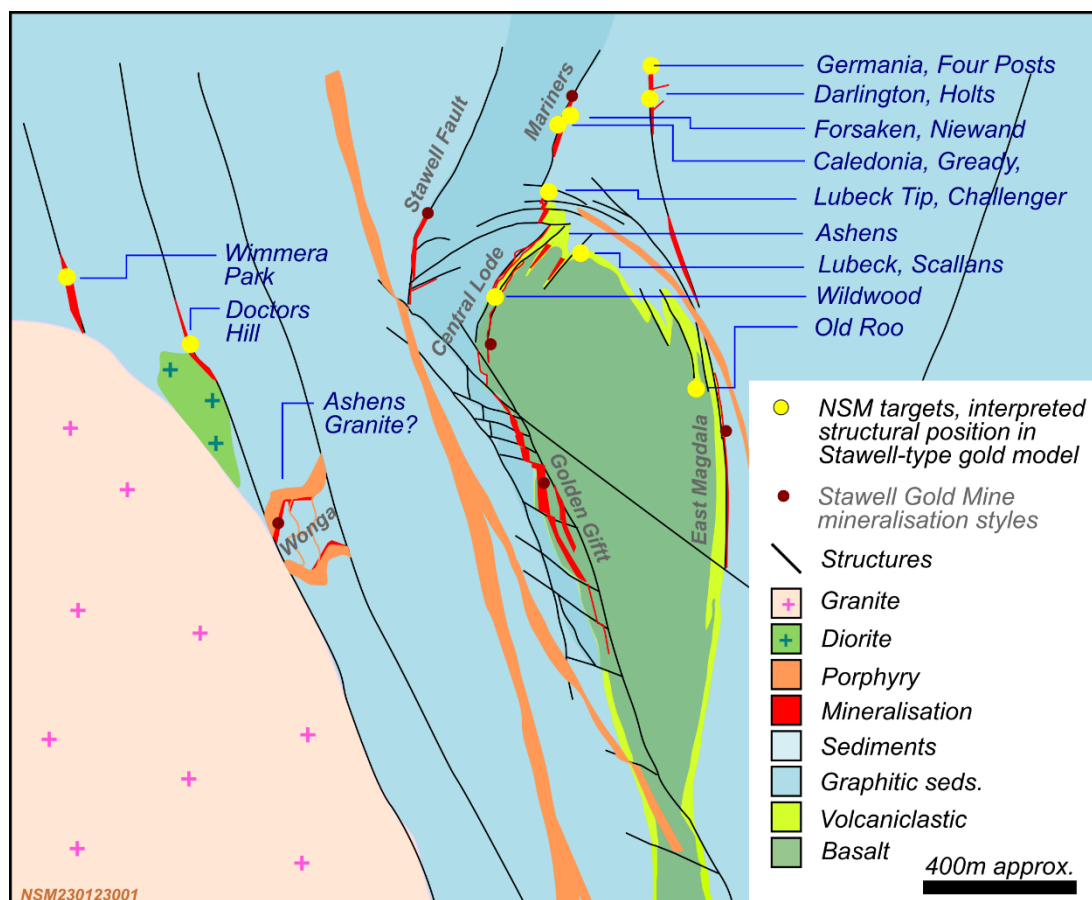 Germania, Four Posts
Darlington, Holts
Forsaken, Niewand
Caledonia, Gready,
Lubeck Tip, Challenger
Ashens
Lubeck, Scallans
Wildwood
Old Roo
Mariners
Stawell Fault
Wimmera
Park
Doctors
Hill
Central Lode
Ashens
Granite?
Wonga
Golden Giftt
East Magdala
NSM targets, interpreted
structural position in
Stawell-type gold model
Stawell Gold Mine
mineralisation styles
Structures
Granite
Diorite
Porphyry
Mineralisation
Sediments
Graphitic seds.
Volcaniclastic
Basalt
400m approx.
NSM230123001